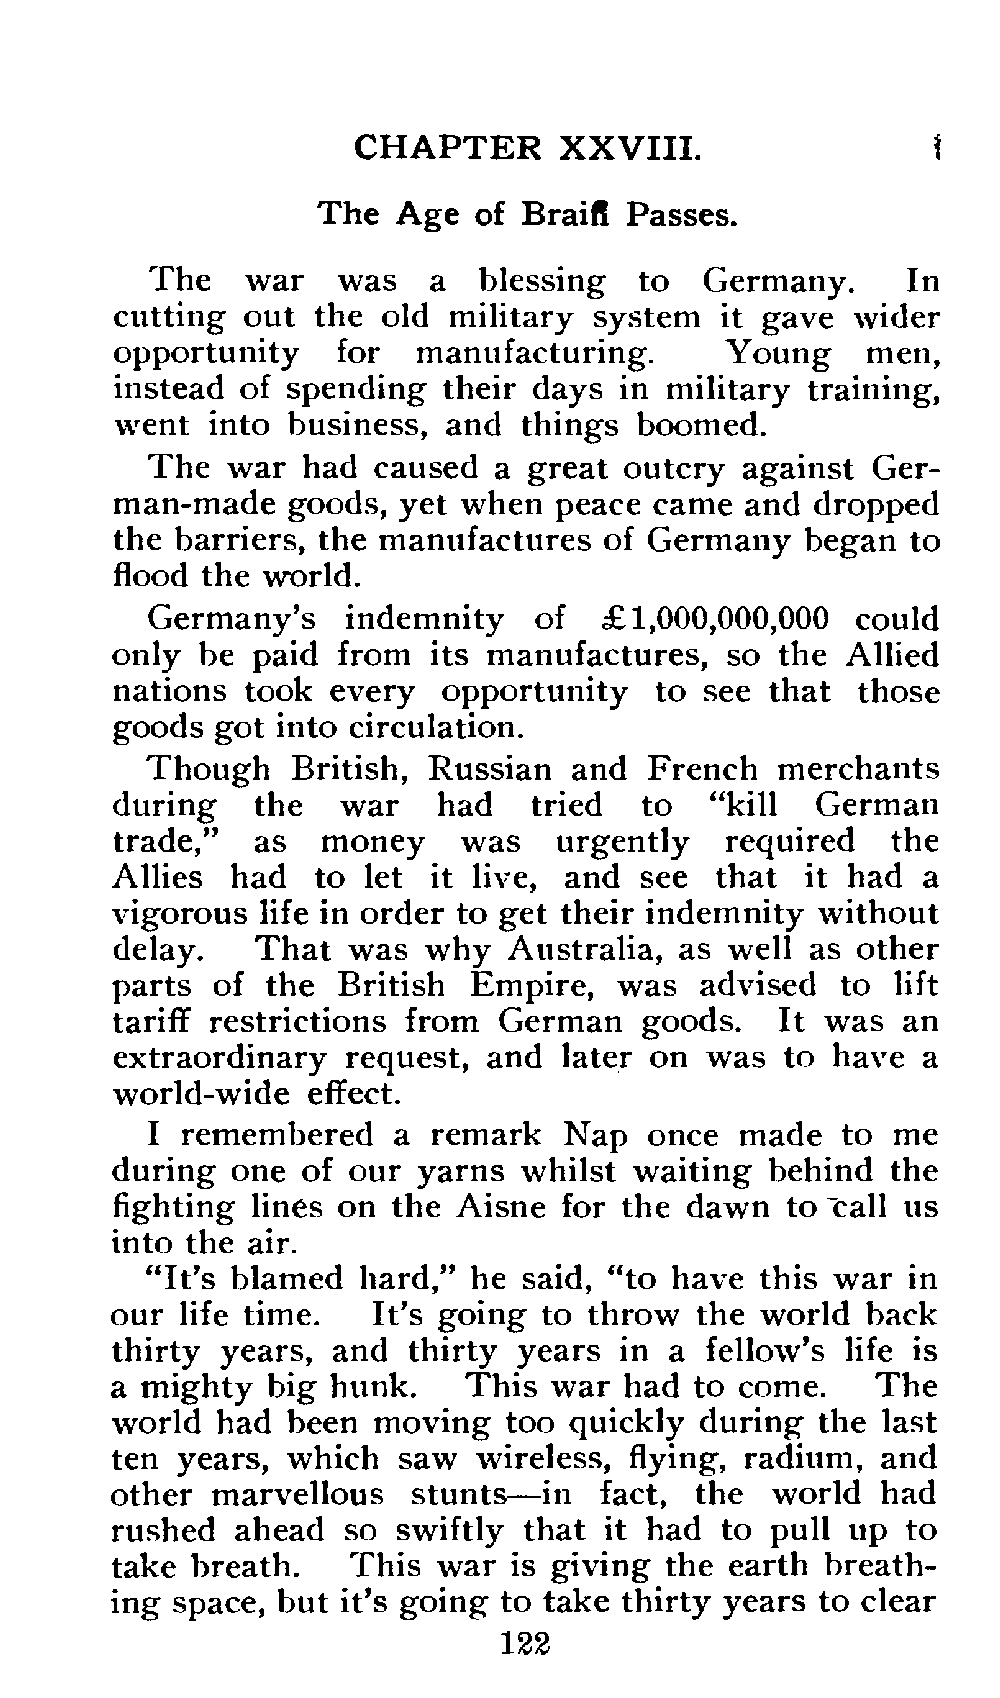 CHAPTER XXVIII.
The Age of Brain Passes.
The war was a blessing to Germany. In
cutting out the old military system it gave wider
opportunity for manufacturing. Young men,
instead of spending their days in military training,
went into business, and things boomed.
The war had caused a great outcry against Ger-
man-made goods, yet when peace came and dropped
the barriers, the manufactures of Germany began to
flood the world.
Germany's indemnity of £1,000,000,000 could
only be paid from its manufactures, so the Allied
nations took every opportunity to see that those
goods got into circulation.
Though British, Russian and French merchants
during the war had tried to “kill German
trade,” as money was urgently required the
Allies had to let it live, and see that it had a
vigorous life in order to get their indemnity without
delay. That was why Australia, as well as other
parts of the British Empire, was advised to lift
tariff restrictions from German goods. It was an
extraordinary request, and later on was to have a
world-wide effect.
I remembered a remark Nap once made to me
during one of our yarns whilst waiting behind the
fighting lines on the Aisne for the dawn to call us
into the air.
“It's blamed hard,” he said, “to have this war in
our life time. It's going to throw the world back
thirty years, and thirty years in a fellow's life is
a mighty big hunk. This war had to come. The
world had been moving too quickly during the last
ten years, which saw wireless, flying, radium, and
other marvellous stunts—in fact, the world had
rushed ahead so swiftly that it had to pull up to
take breath. This war is giving the earth breath-
ing space, but it's going to take thirty years to clear
122